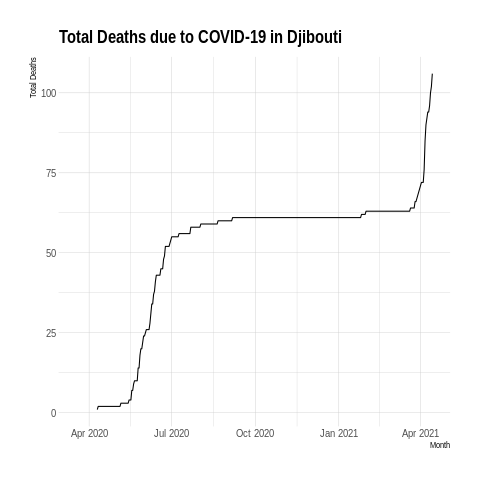 Total Deaths due to COVID-19 in Djibouti
Total Deaths
100
75
50
25
0
Apr 2020 Jul 2020 Oct 2020 Jan 2021 Apr 2021
Month